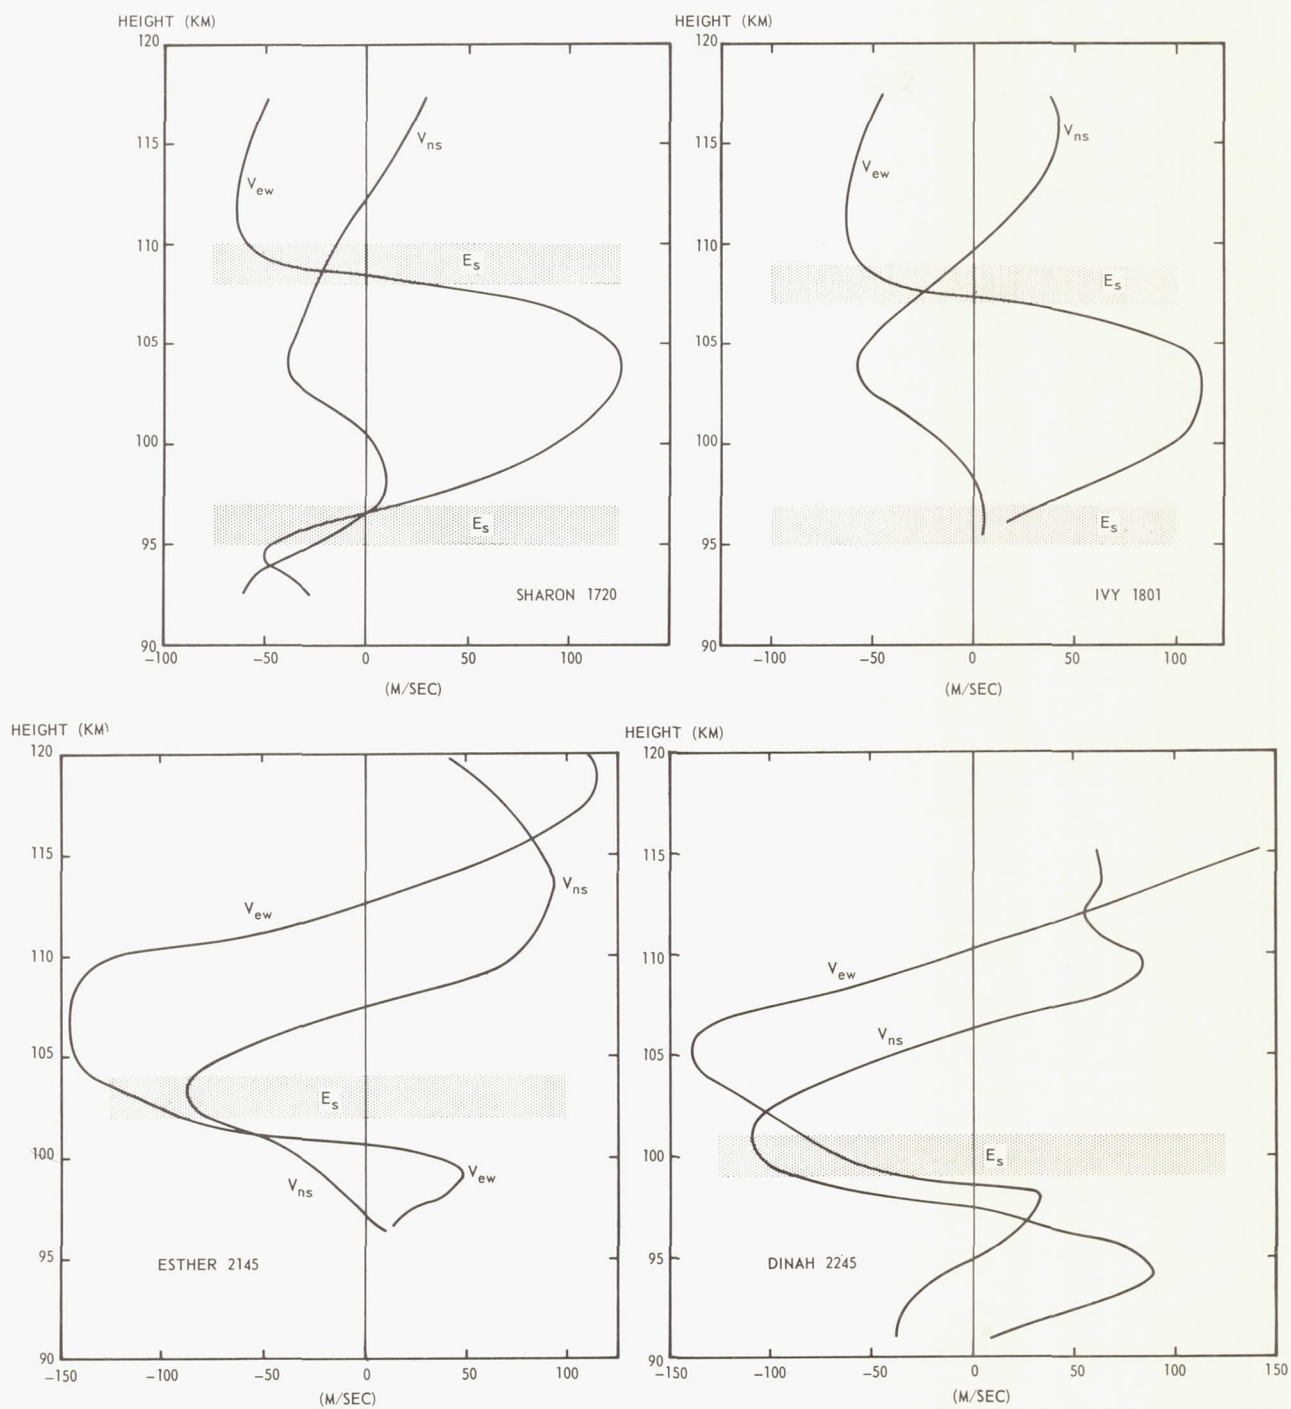 HEIGHT (KM)
120
115
110
105
100
95
90
V_ew
V_ns
E_s
E_s
SHARON 1720
−100 −50 0 50 100
(M/SEC)
HEIGHT (KM)
120
115
110
105
100
95
90
V_ns
V_ew
E_s
E_s
IVY 1801
−100 −50 0 50 100
(M/SEC)
HEIGHT (KM)
120
115
110
105
100
95
90
V_ns
V_ew
E_s
V_ew
V_ns
ESTHER 2145
−150 −100 −50 0 50 100
(M/SEC)
HEIGHT (KM)
120
115
110
105
100
95
90
V_ew
V_ns
E_s
DINAH 2245
−150 −100 −50 0 50 100 150
(M/SEC)